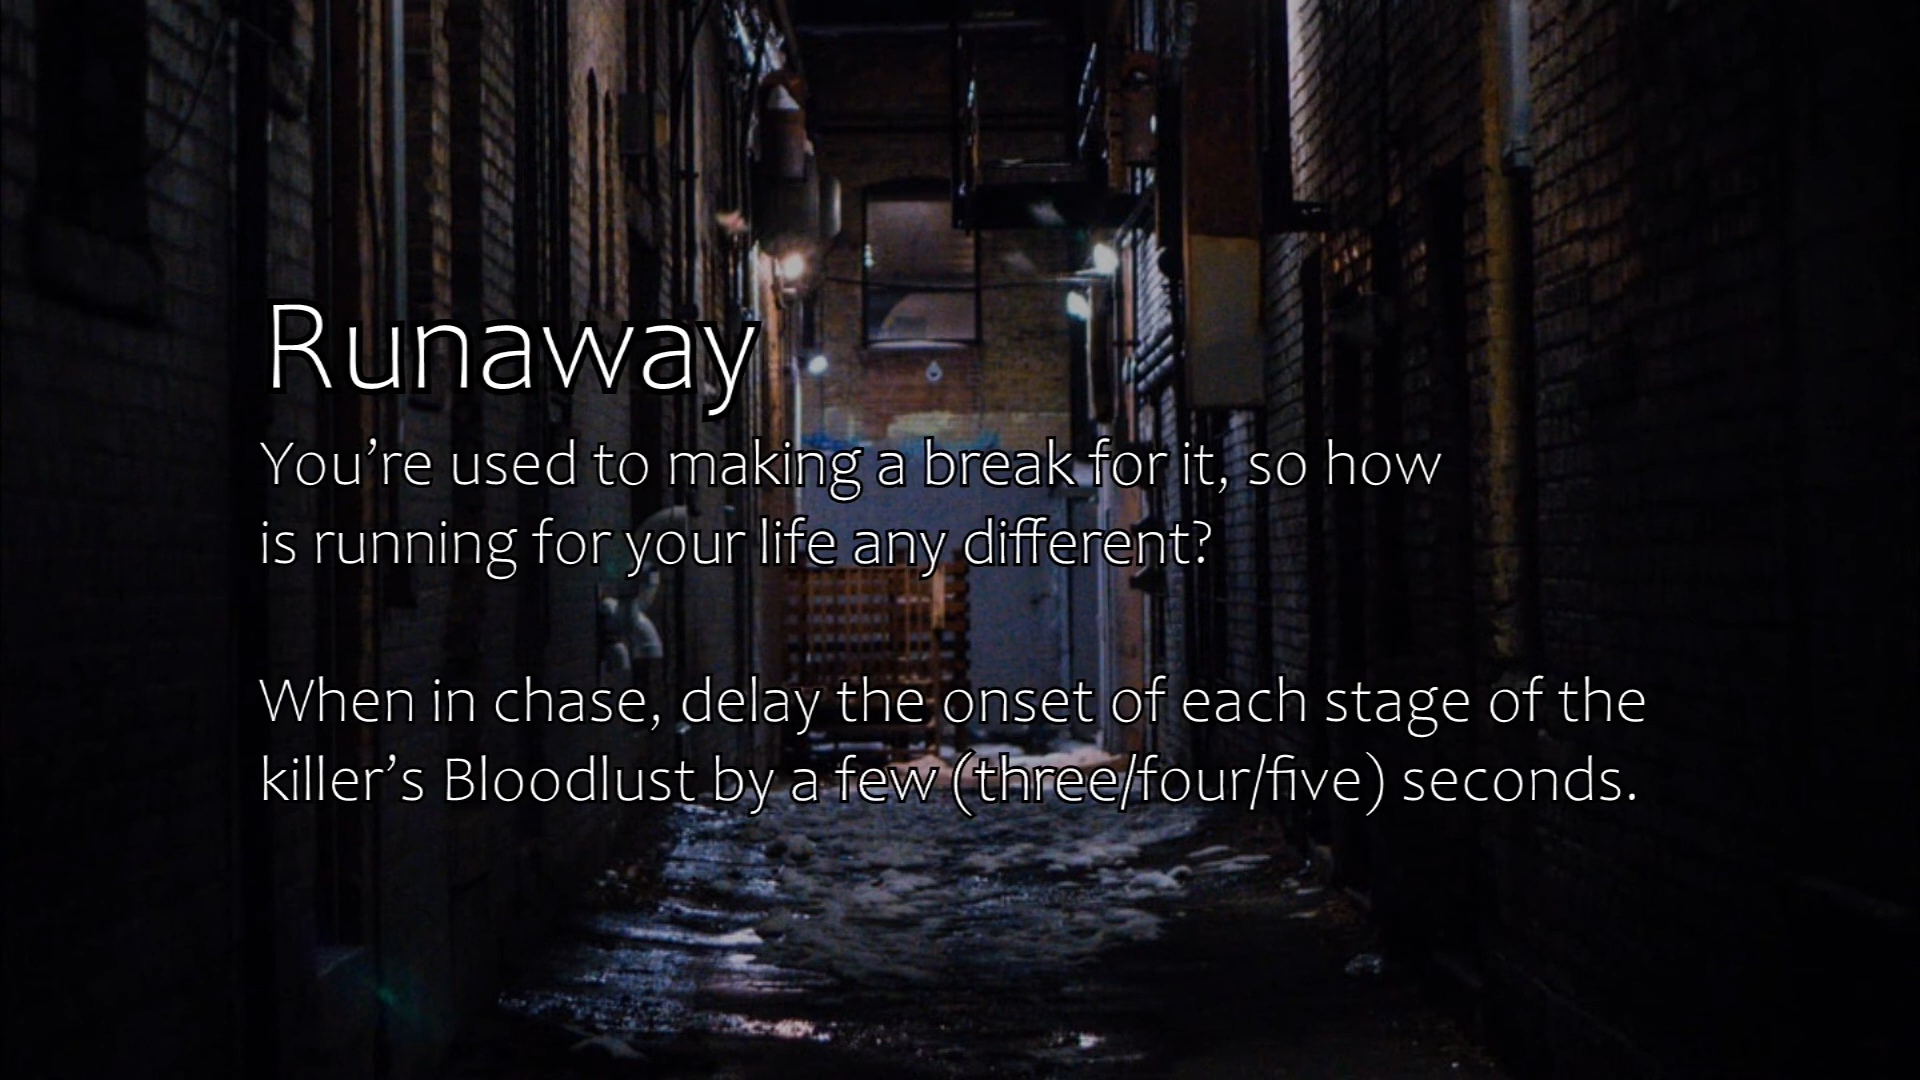 Runaway
You’re used to making a break for it, so how
is running for your life any different?
When in chase, delay the onset of each stage of the
killer’s Bloodlust by a few (three/four/five) seconds.